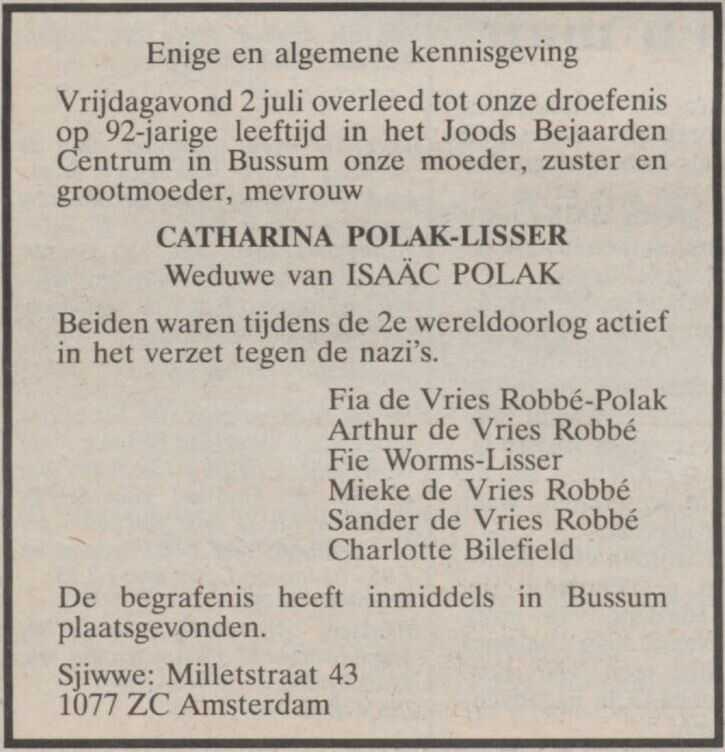 Enige en algemene kennisgeving
Vrijdagavond 2 juli overleed tot onze droefenis
op 92-jarige leeftijd in het Joods Bejaarden
Centrum in Bussum onze moeder, zuster en
grootmoeder, mevrouw
CATHARINA POLAK-LISSER
Weduwe van ISAÄC POLAK
Beiden waren tijdens de 2e wereldoorlog actief
in het verzet tegen de nazi's.
Fia de Vries Robbé-Polak
Arthur de Vries Robbé
Fie Worms-Lisser
Mieke de Vries Robbé
Sander de Vries Robbé
Charlotte Bilefield
De begrafenis heeft inmiddels in Bussum
plaatsgevonden.
Sjiwwe: Milletstraat 43
1077 ZC Amsterdam